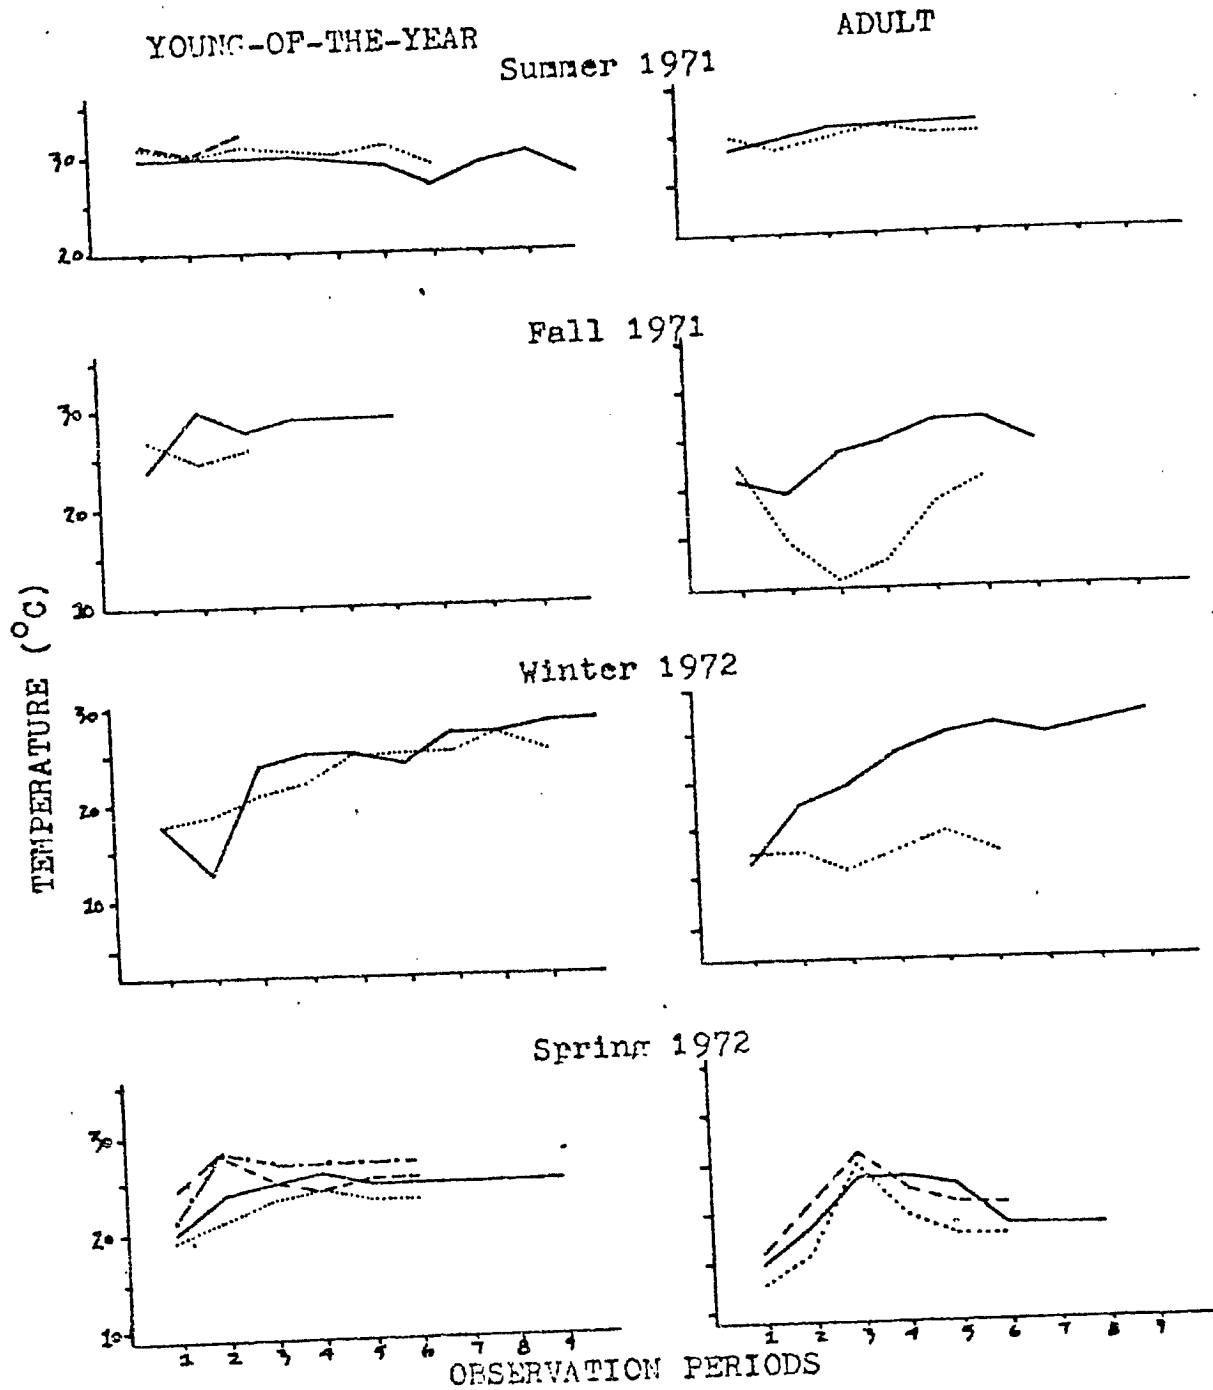 YOUNG-OF-THE-YEAR
ADULT
Summer 1971
30
20
Fall 1971
30
20
10
Winter 1972
30
20
10
Spring 1972
30
20
10
1 2 3 4 5 6 7 8 9
1 2 3 4 5 6 7 8 9
TEMPERATURE (°C)
OBSERVATION PERIODS